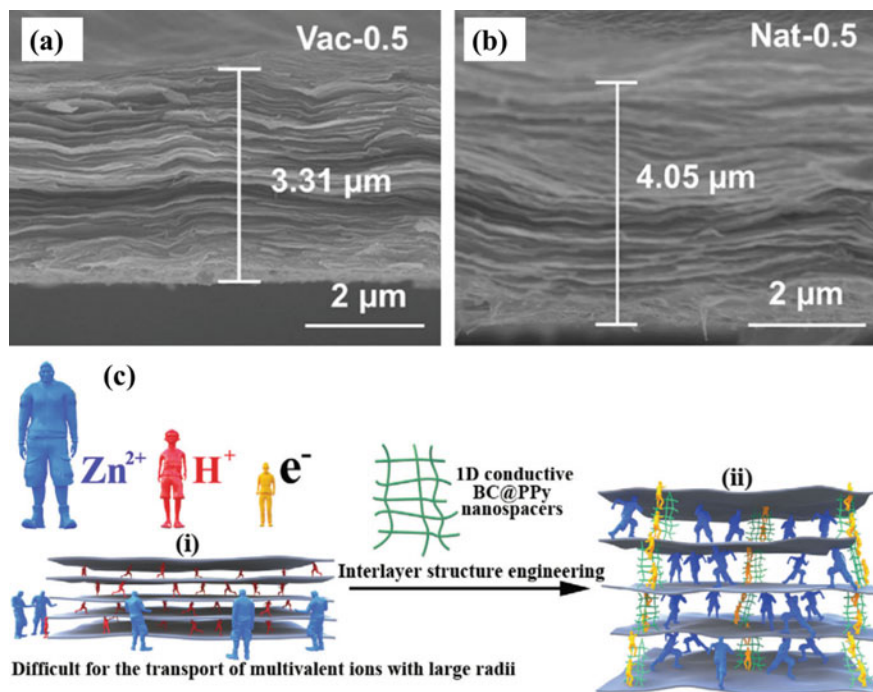 (a)
Vac-0.5
3.31 µm
2 µm
(b)
Nat-0.5
4.05 µm
2 µm
(c)
Zn²⁺
H⁺
e⁻
1D conductive
BC@PPy
nanospacers
(i)
Interlayer structure engineering
(ii)
Difficult for the transport of multivalent ions with large radii